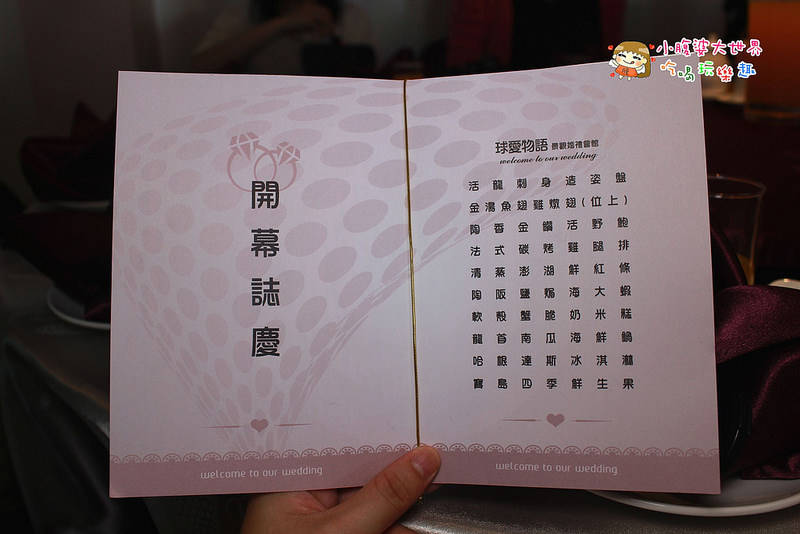 小腹婆大世界
吃喝玩樂趣
開幕誌慶
welcome to our wedding
球愛物語 景觀婚禮會館
welcome to our wedding
活龍刺身造姿盤
金湯魚翅雞燉翅(位上)
陶香金鑽活野鮑
法式碳烤雞腿排
清蒸澎湖鮮紅條
陶阪鹽焗海大蝦
軟殼蟹脆奶米糕
龍首南瓜海鮮鍋
哈根達斯冰淇淋
寶島四季鮮生果
welcome to our wedding